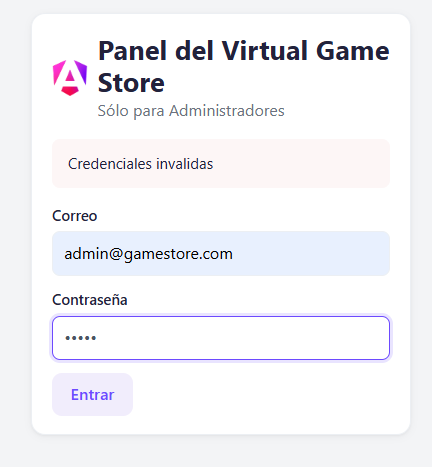 Panel del Virtual Game
Store
Sólo para Administradores
Credenciales invalidas
Correo
admin@gamestore.com
Contraseña
•••••
Entrar